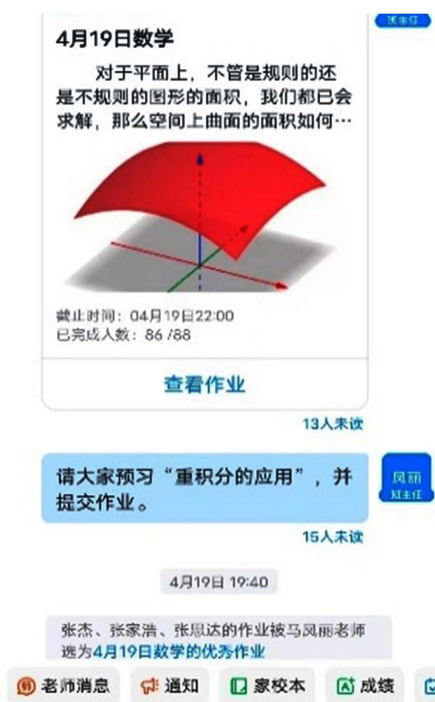 班主任
4月19日数学
对于平面上，不管是规则的还
是不规则的图形的面积，我们都已会
求解，那么空间上曲面的面积如何…
截止时间：04月19日22:00
已完成人数：86/88
查看作业
13人未读
请大家预习“重积分的应用”，并
提交作业。
凤丽
班主任
15人未读
4月19日 19:40
张杰、张家浩、张思达的作业被马凤丽老师
选为4月19日数学的优秀作业
老师消息
通知
家校本
成绩